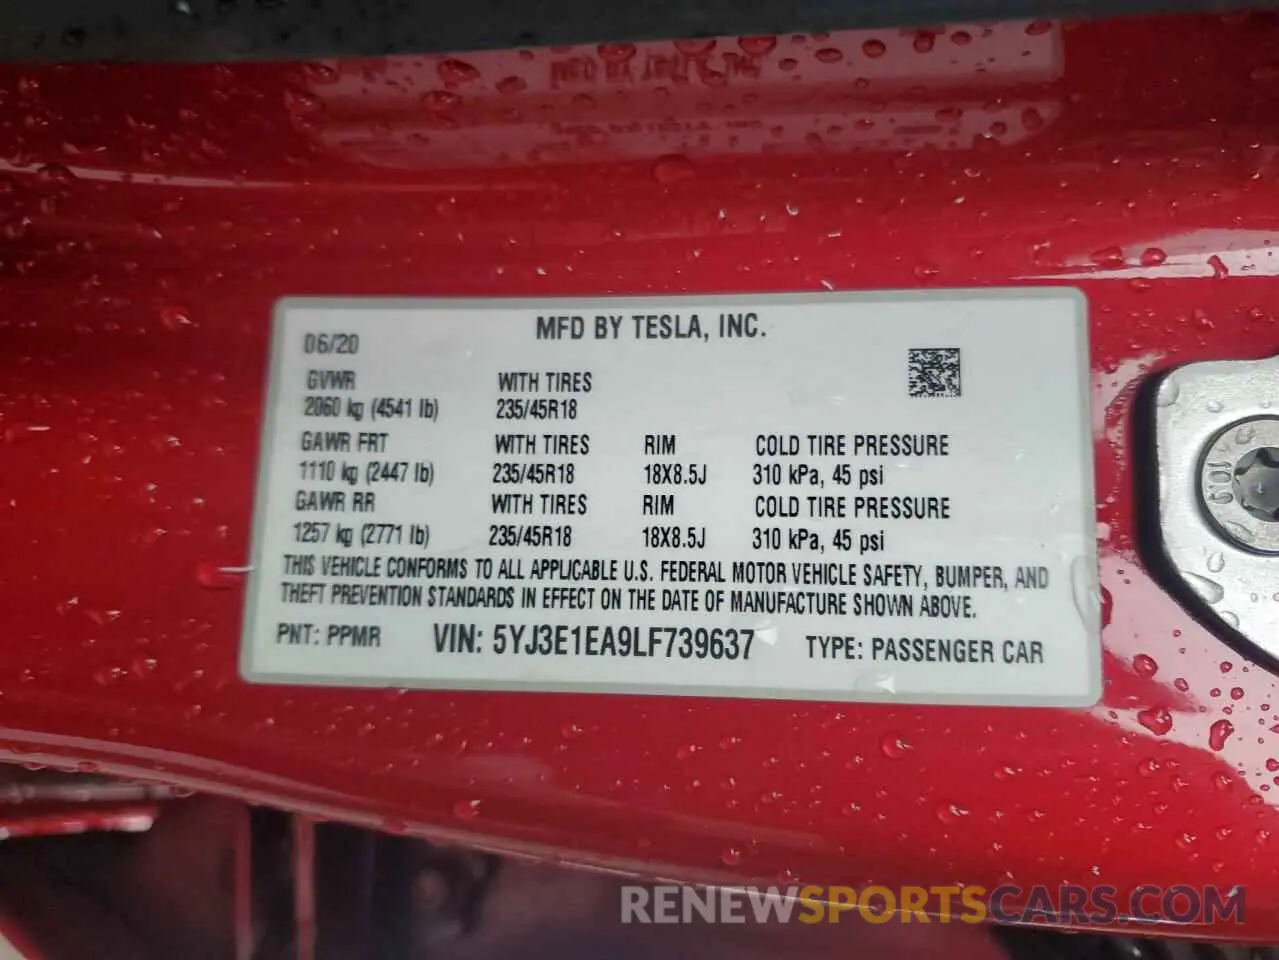 MFD BY TESLA, INC.
06/20
GVWR WITH TIRES
2060 kg (4541 lb) 235/45R18
GAWR FRT WITH TIRES RIM COLD TIRE PRESSURE
1110 kg (2447 lb) 235/45R18 18X8.5J 310 kPa, 45 psi
GAWR RR WITH TIRES RIM COLD TIRE PRESSURE
1257 kg (2771 lb) 235/45R18 18X8.5J 310 kPa, 45 psi
THIS VEHICLE CONFORMS TO ALL APPLICABLE U.S. FEDERAL MOTOR VEHICLE SAFETY, BUMPER, AND
THEFT PREVENTION STANDARDS IN EFFECT ON THE DATE OF MANUFACTURE SHOWN ABOVE.
PNT: PPMR VIN: 5YJ3E1EA9LF739637 TYPE: PASSENGER CAR
10.9
RENEWSPORTSCARS.COM